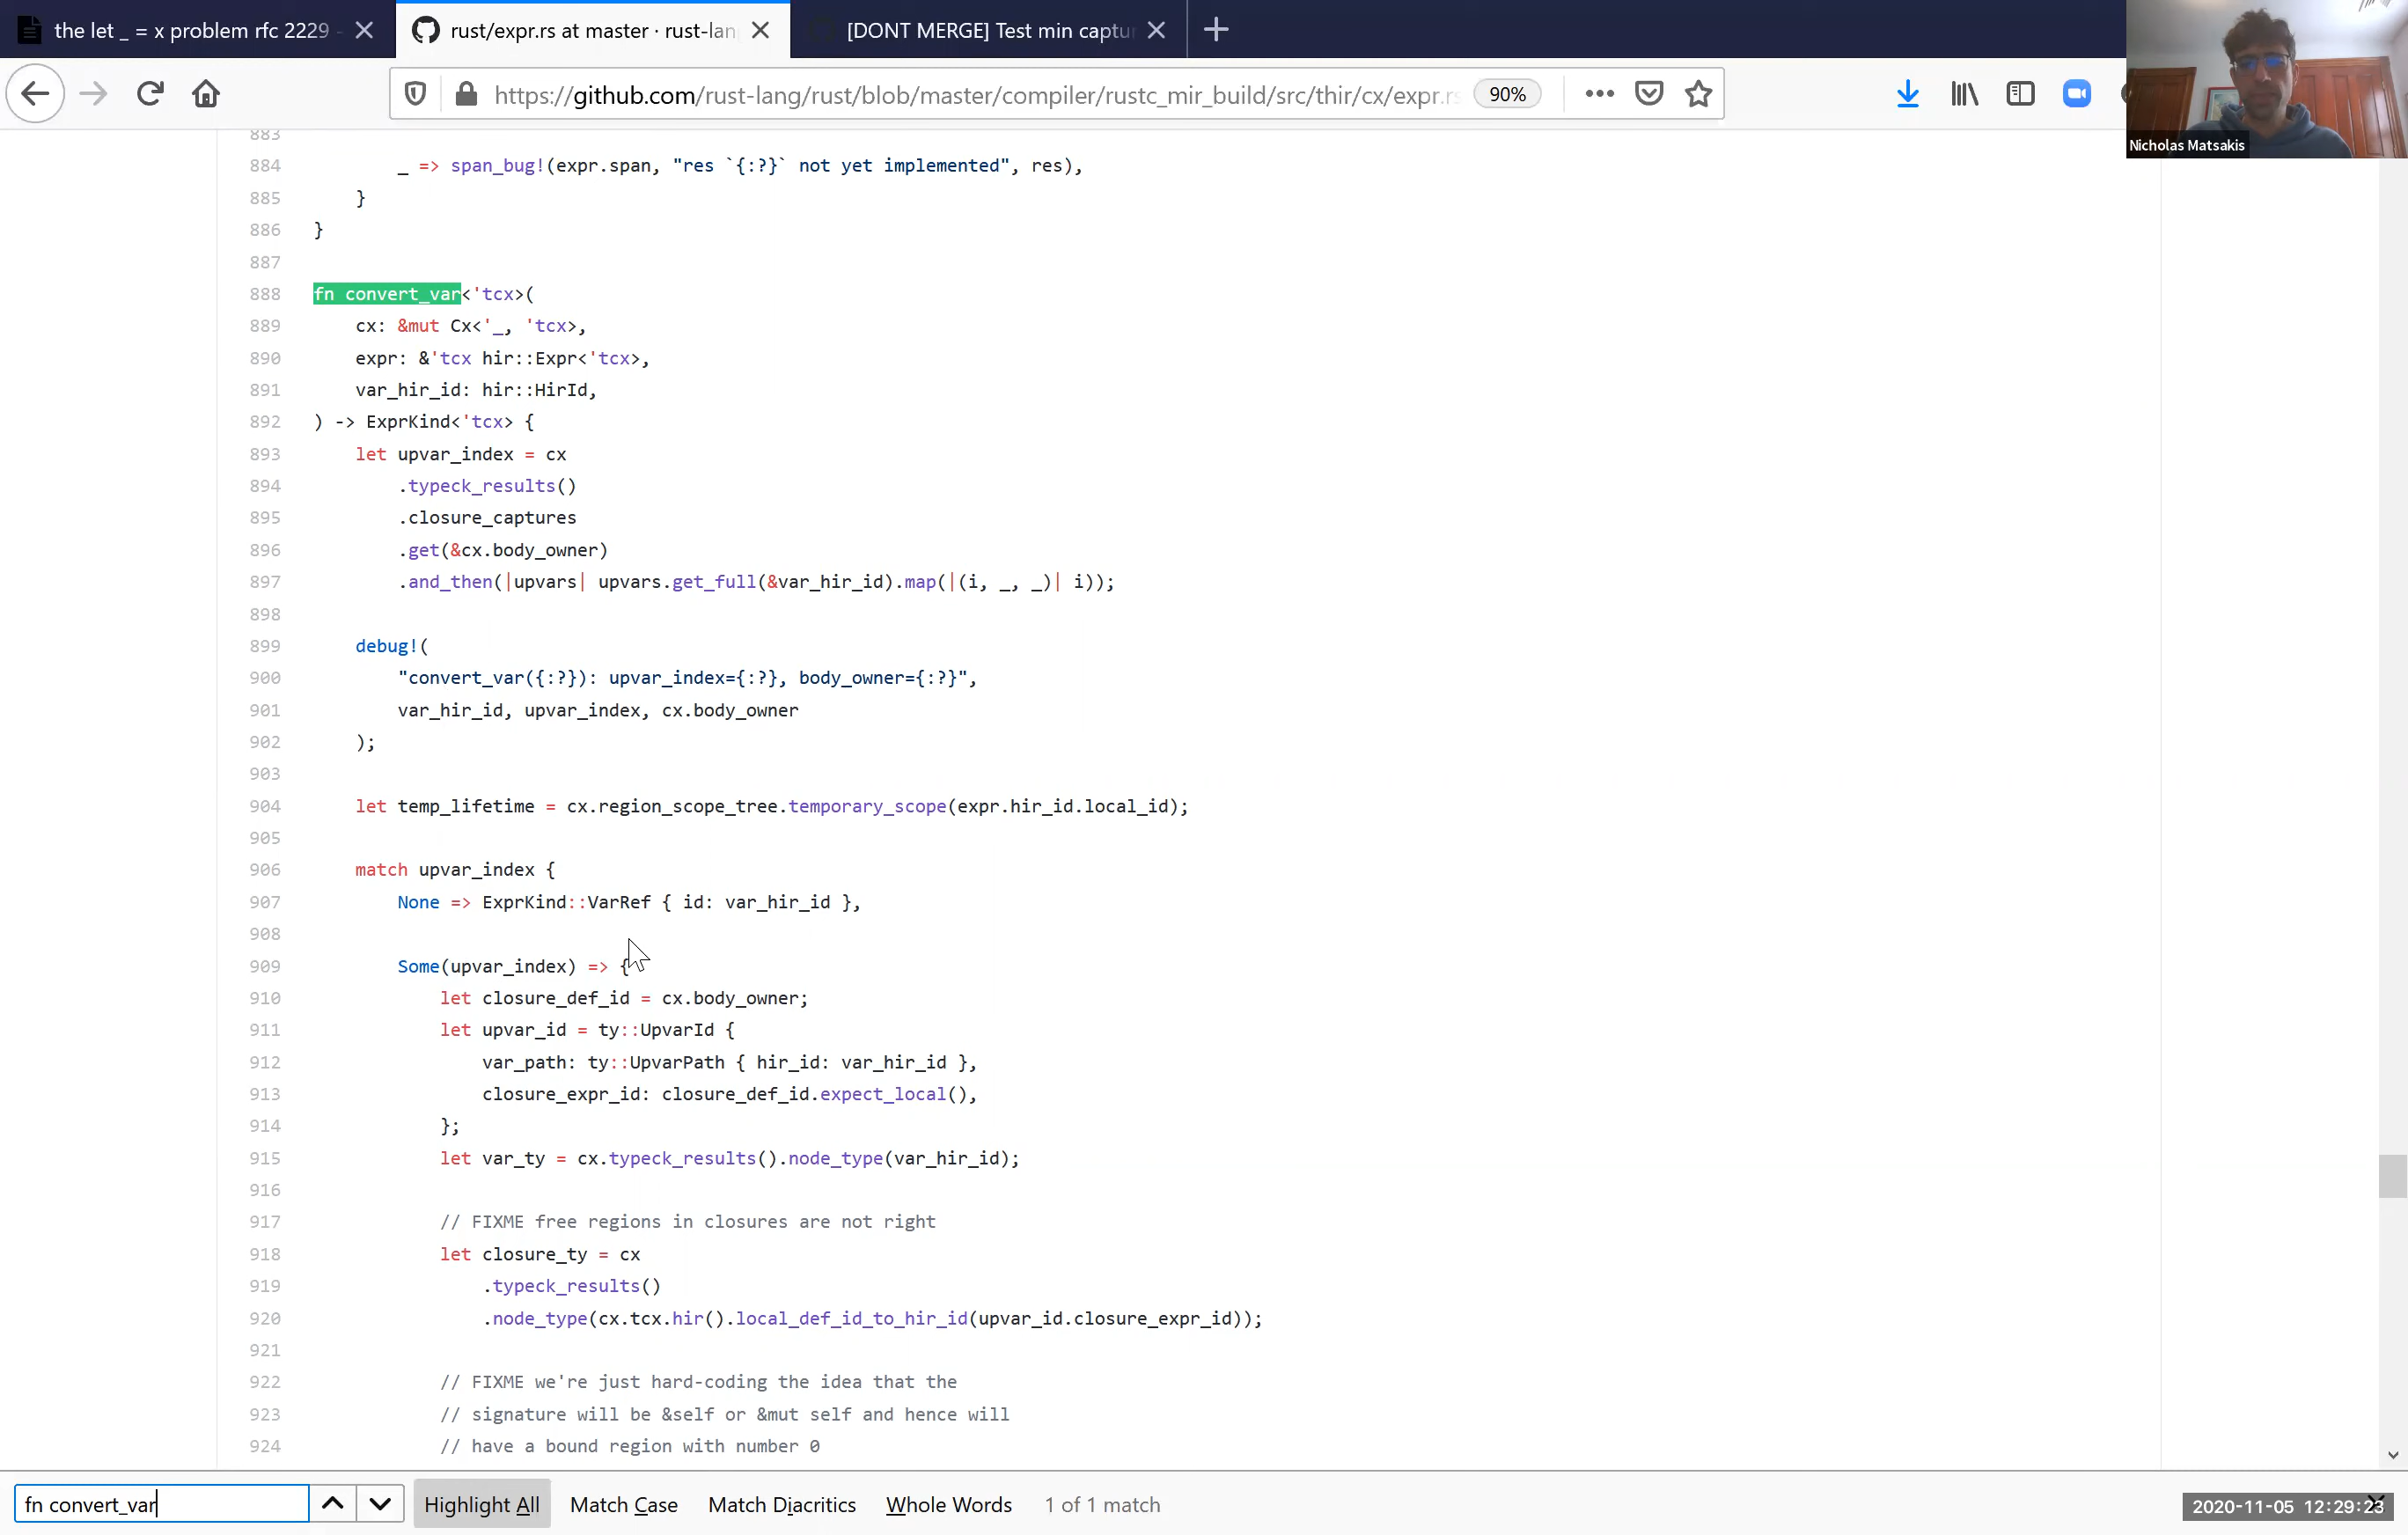 the let _ = x problem rfc 2229 -
rust/expr.rs at master · rust-lan
[DONT MERGE] Test min captur
https://github.com/rust-lang/rust/blob/master/compiler/rustc_mir_build/src/thir/cx/expr.rs
90%
Nicholas Matsakis
883
884 _ => span_bug!(expr.span, "res `{:?}` not yet implemented", res),
885 }
886 }
887
888 fn convert_var<'tcx>(
889 cx: &mut Cx<'_, 'tcx>,
890 expr: &'tcx hir::Expr<'tcx>,
891 var_hir_id: hir::HirId,
892 ) -> ExprKind<'tcx> {
893 let upvar_index = cx
894 .typeck_results()
895 .closure_captures
896 .get(&cx.body_owner)
897 .and_then(|upvars| upvars.get_full(&var_hir_id).map(|(i, _, _)| i));
898
899 debug!(
900 "convert_var({:?}): upvar_index={:?}, body_owner={:?}",
901 var_hir_id, upvar_index, cx.body_owner
902 );
903
904 let temp_lifetime = cx.region_scope_tree.temporary_scope(expr.hir_id.local_id);
905
906 match upvar_index {
907 None => ExprKind::VarRef { id: var_hir_id },
908
909 Some(upvar_index) => {
910 let closure_def_id = cx.body_owner;
911 let upvar_id = ty::UpvarId {
912 var_path: ty::UpvarPath { hir_id: var_hir_id },
913 closure_expr_id: closure_def_id.expect_local(),
914 };
915 let var_ty = cx.typeck_results().node_type(var_hir_id);
916
917 // FIXME free regions in closures are not right
918 let closure_ty = cx
919 .typeck_results()
920 .node_type(cx.tcx.hir().local_def_id_to_hir_id(upvar_id.closure_expr_id));
921
922 // FIXME we're just hard-coding the idea that the
923 // signature will be &self or &mut self and hence will
924 // have a bound region with number 0
fn convert_var
Highlight All
Match Case
Match Diacritics
Whole Words
1 of 1 match
2020-11-05 12:29:23